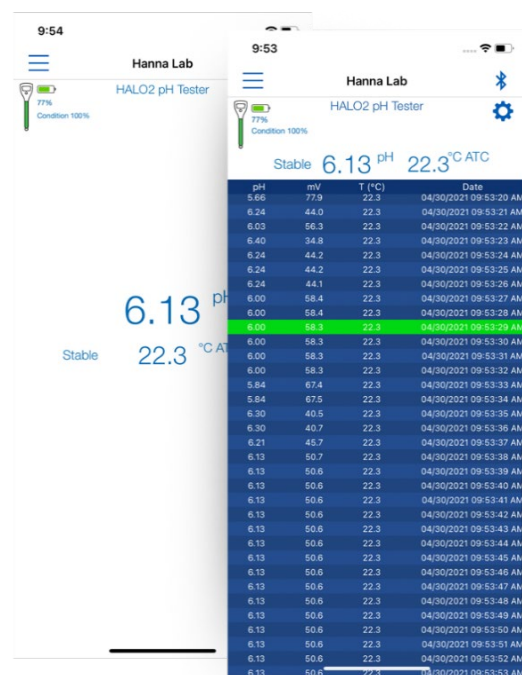 9:54
Hanna Lab
HALO2 pH Tester
77%
Condition 100%
6.13 pH
Stable 22.3 °C AT
9:53
Hanna Lab
HALO2 pH Tester
77%
Condition 100%
Stable 6.13 pH 22.3 °C ATC
pH mV T (°C) Date
5.66 77.9 22.3 04/30/2021 09:53:20 AM
6.24 44.0 22.3 04/30/2021 09:53:21 AM
6.03 56.3 22.3 04/30/2021 09:53:22 AM
6.40 34.8 22.3 04/30/2021 09:53:23 AM
6.24 44.2 22.3 04/30/2021 09:53:24 AM
6.24 44.2 22.3 04/30/2021 09:53:25 AM
6.24 44.1 22.3 04/30/2021 09:53:26 AM
6.00 58.4 22.3 04/30/2021 09:53:27 AM
6.00 58.4 22.3 04/30/2021 09:53:28 AM
6.00 58.3 22.3 04/30/2021 09:53:29 AM
6.00 58.3 22.3 04/30/2021 09:53:30 AM
6.00 58.3 22.3 04/30/2021 09:53:31 AM
6.00 58.3 22.3 04/30/2021 09:53:32 AM
5.84 67.4 22.3 04/30/2021 09:53:33 AM
5.84 67.5 22.3 04/30/2021 09:53:34 AM
6.30 40.5 22.3 04/30/2021 09:53:35 AM
6.30 40.7 22.3 04/30/2021 09:53:36 AM
6.21 45.7 22.3 04/30/2021 09:53:37 AM
6.13 50.7 22.3 04/30/2021 09:53:38 AM
6.13 50.6 22.3 04/30/2021 09:53:39 AM
6.13 50.6 22.3 04/30/2021 09:53:40 AM
6.13 50.6 22.3 04/30/2021 09:53:41 AM
6.13 50.6 22.3 04/30/2021 09:53:42 AM
6.13 50.6 22.3 04/30/2021 09:53:43 AM
6.13 50.6 22.3 04/30/2021 09:53:44 AM
6.13 50.6 22.3 04/30/2021 09:53:45 AM
6.13 50.6 22.3 04/30/2021 09:53:46 AM
6.13 50.6 22.3 04/30/2021 09:53:47 AM
6.13 50.6 22.3 04/30/2021 09:53:48 AM
6.13 50.6 22.3 04/30/2021 09:53:49 AM
6.13 50.6 22.3 04/30/2021 09:53:50 AM
6.13 50.6 22.3 04/30/2021 09:53:51 AM
6.13 50.6 22.3 04/30/2021 09:53:52 AM
6.13 50.6 22.3 04/30/2021 09:53:53 AM